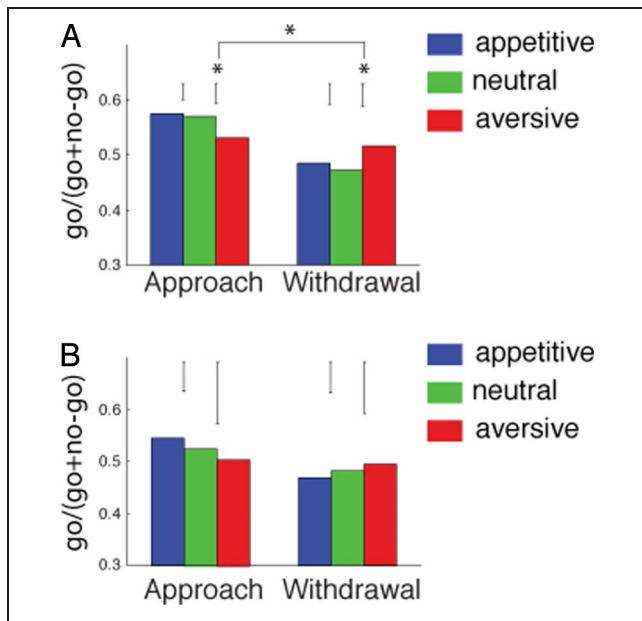 A
*
appetitive
* *
neutral
aversive
go/(go+no-go)
0.6
0.5
0.4
0.3
Approach Withdrawal
B
appetitive
neutral
aversive
go/(go+no-go)
0.6
0.5
0.4
0.3
Approach Withdrawal